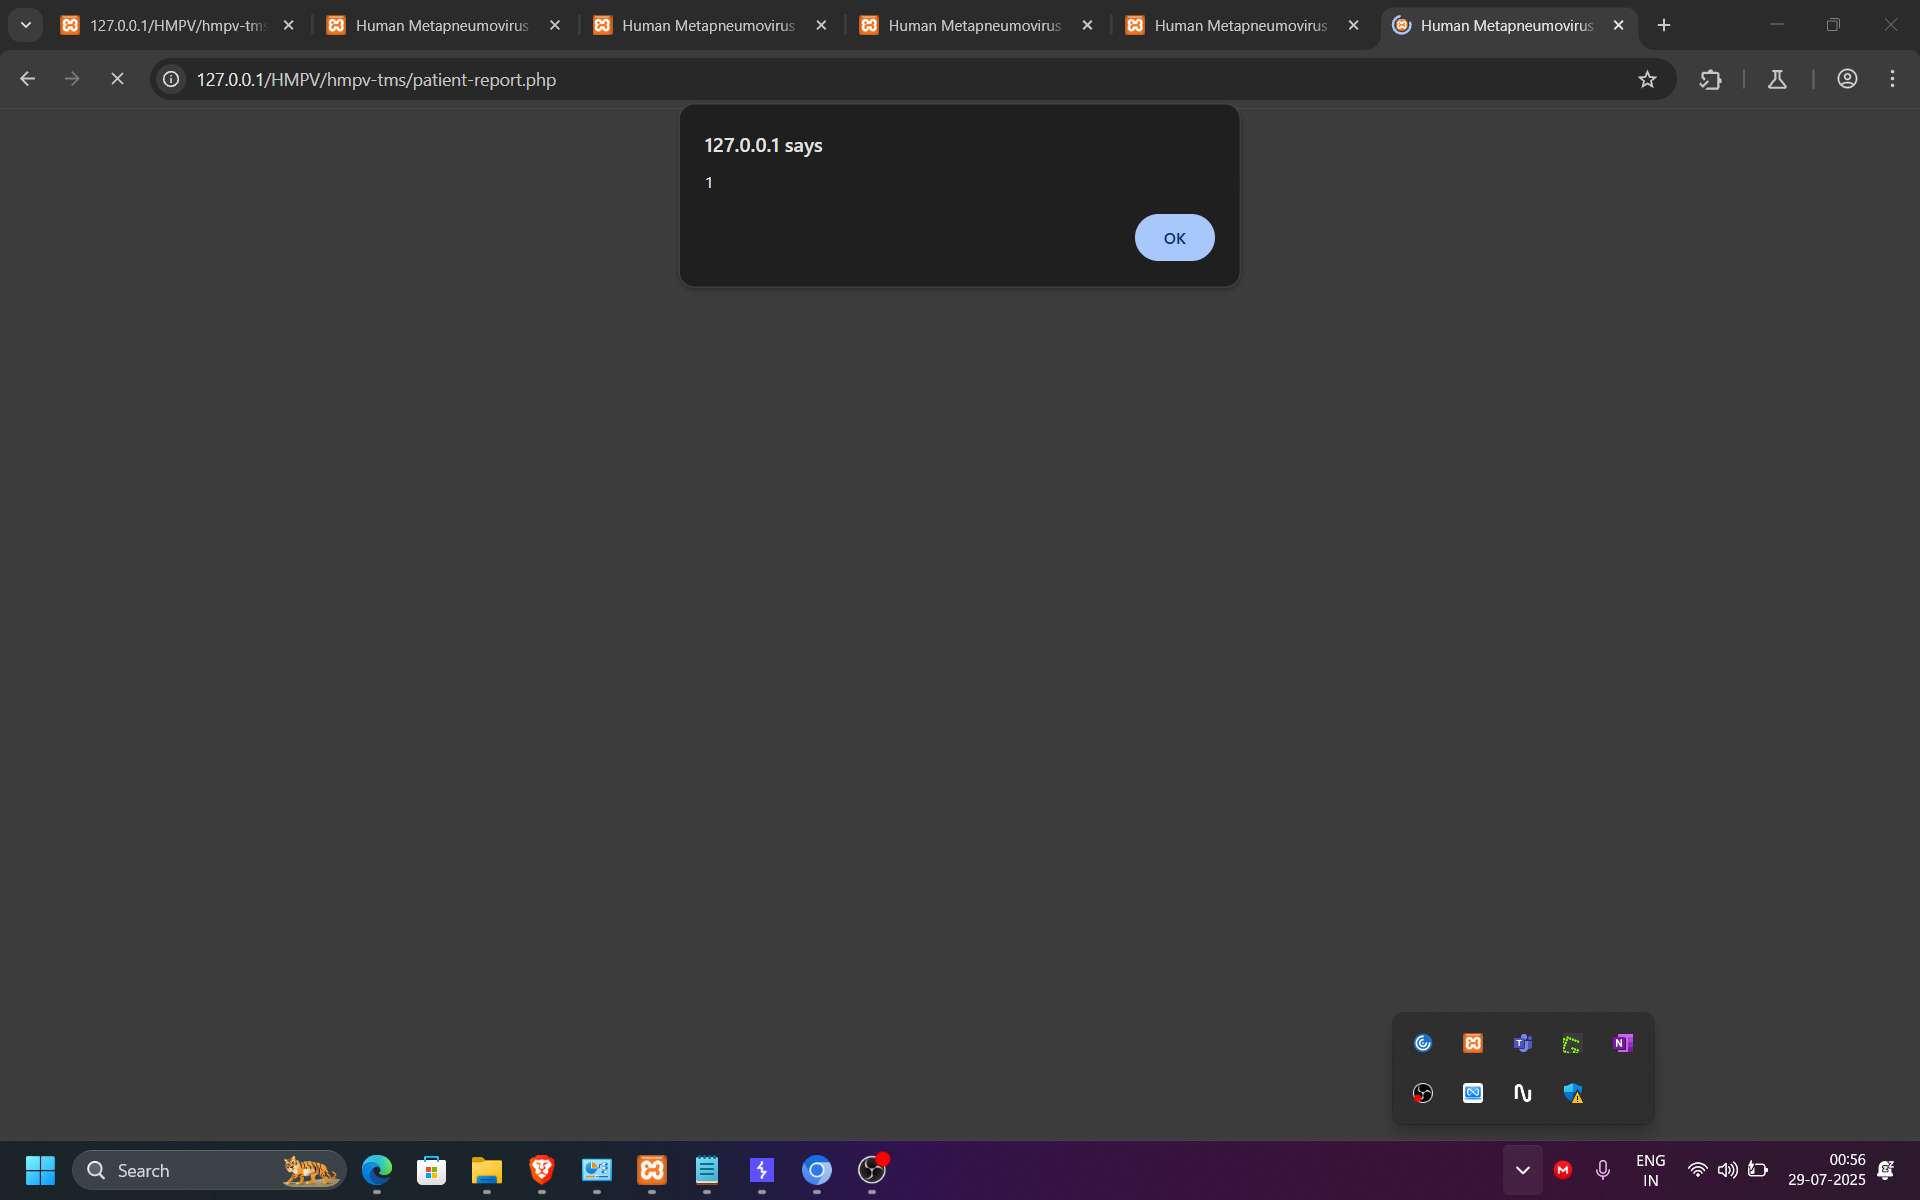 127.0.0.1/HMPV/hmpv-tms
Human Metapneumovirus
Human Metapneumovirus
Human Metapneumovirus
Human Metapneumovirus
Human Metapneumovirus
127.0.0.1/HMPV/hmpv-tms/patient-report.php
127.0.0.1 says
1
OK
Search
ENG
IN
00:56
29-07-2025